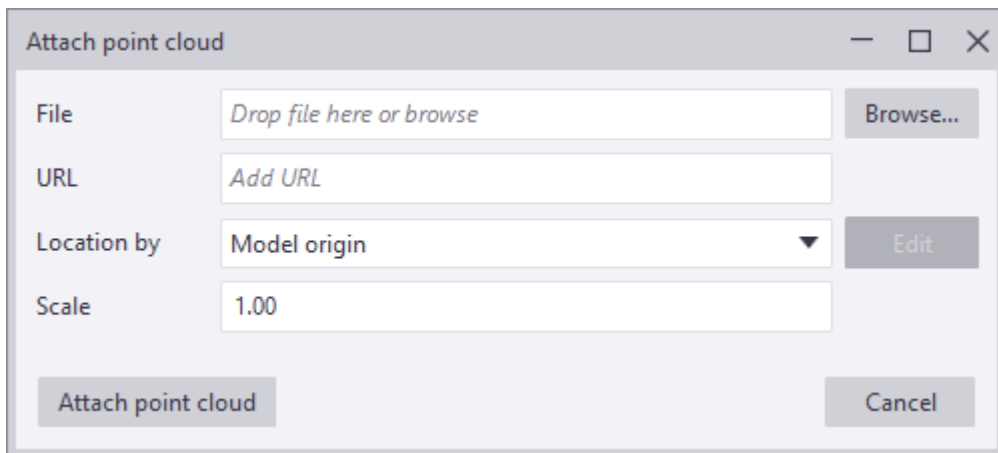 Attach point cloud
File Drop file here or browse Browse...
URL Add URL
Location by Model origin Edit
Scale 1.00
Attach point cloud Cancel